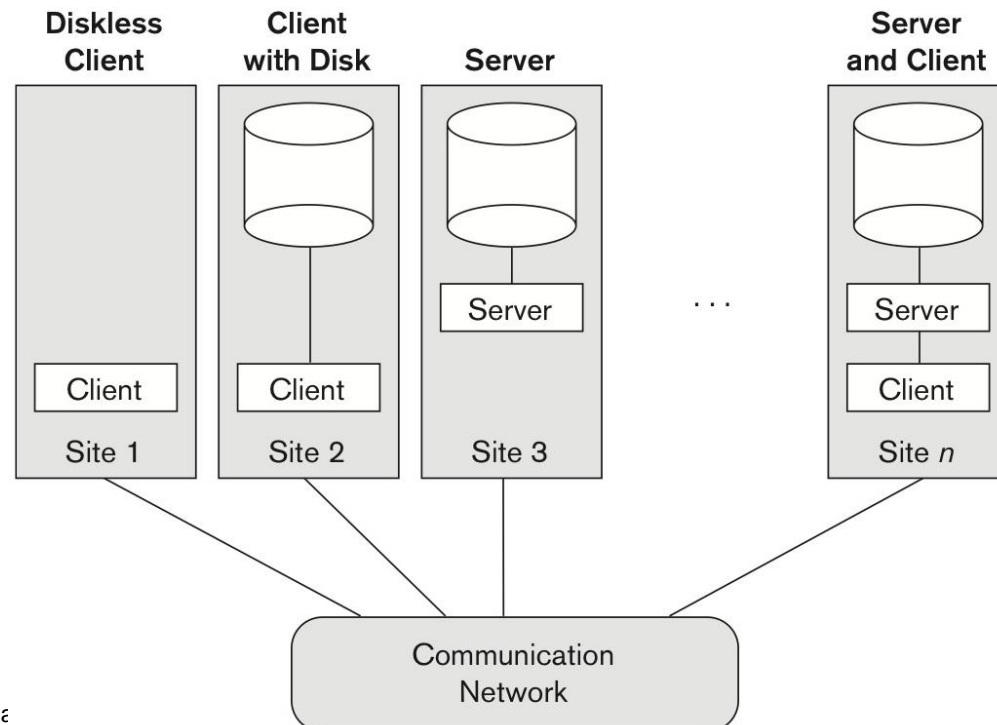 Diskless
Client
Client
with Disk
Server
Server
and Client
Client
Site 1
Client
Site 2
Server
Site 3
. . .
Server
Client
Site n
Communication
Network